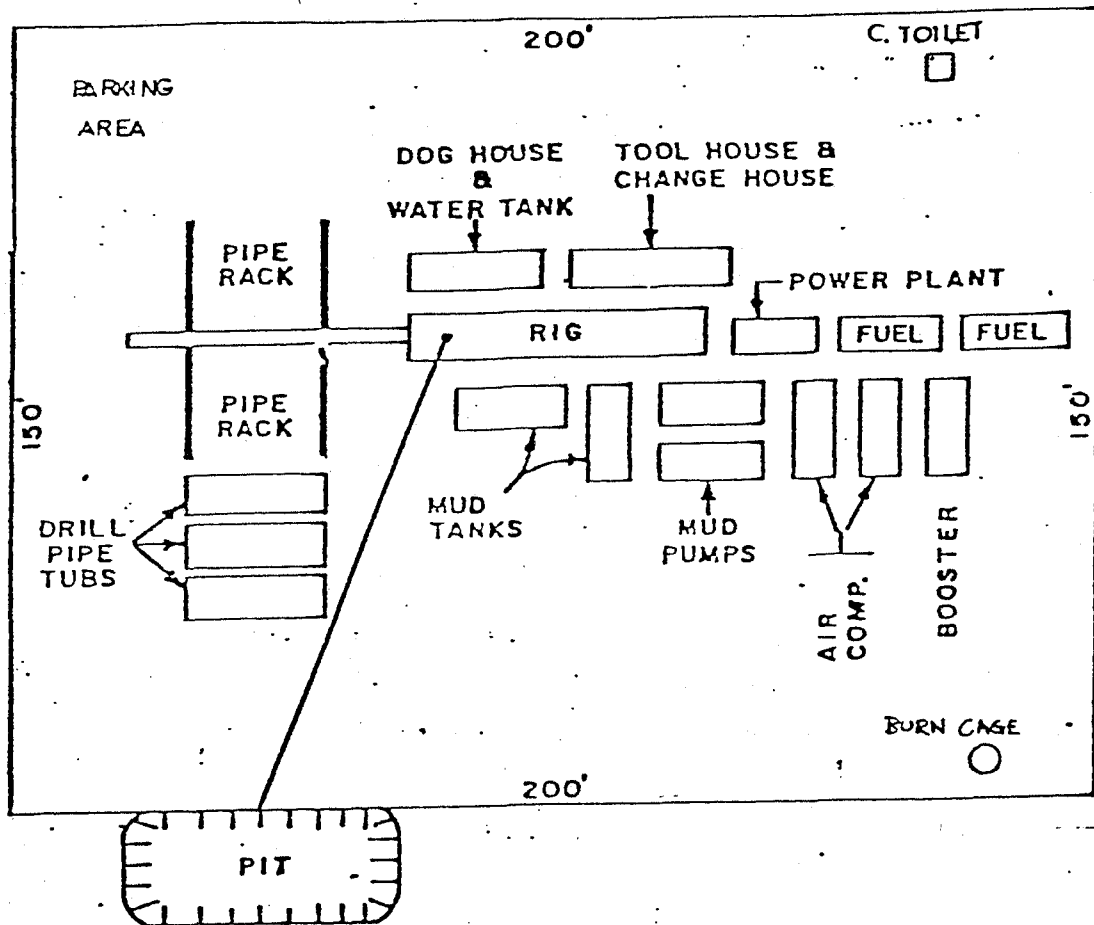 200'
C. TOILET
PARKING
AREA
DOG HOUSE
&
WATER TANK
TOOL HOUSE &
CHANGE HOUSE
PIPE
RACK
POWER PLANT
RIG
FUEL
FUEL
150'
PIPE
RACK
150'
MUD
TANKS
MUD
PUMPS
DRILL
PIPE
TUBS
AIR
COMP.
BOOSTER
BURN CAGE
200'
PIT